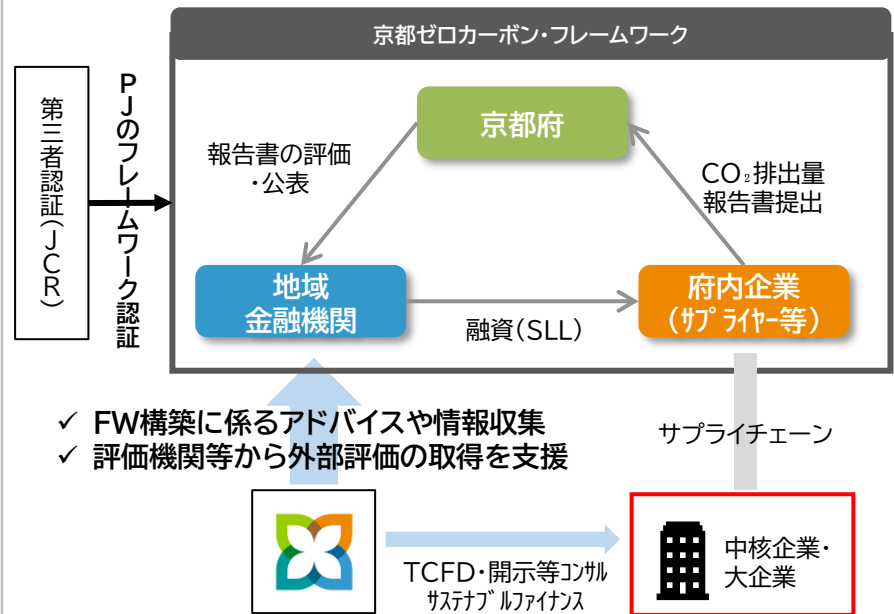 京都ゼロカーボン・フレームワーク
第三者認証(JCR)
PJのフレームワーク認証
京都府
報告書の評価
・公表
CO₂排出量
報告書提出
地域
金融機関
融資(SLL)
府内企業
(サプライヤー等)
✓ FW構築に係るアドバイスや情報収集
✓ 評価機関等から外部評価の取得を支援
サプライチェーン
TCFD・開示等コンサル
サステナブルファイナンス
中核企業・
大企業